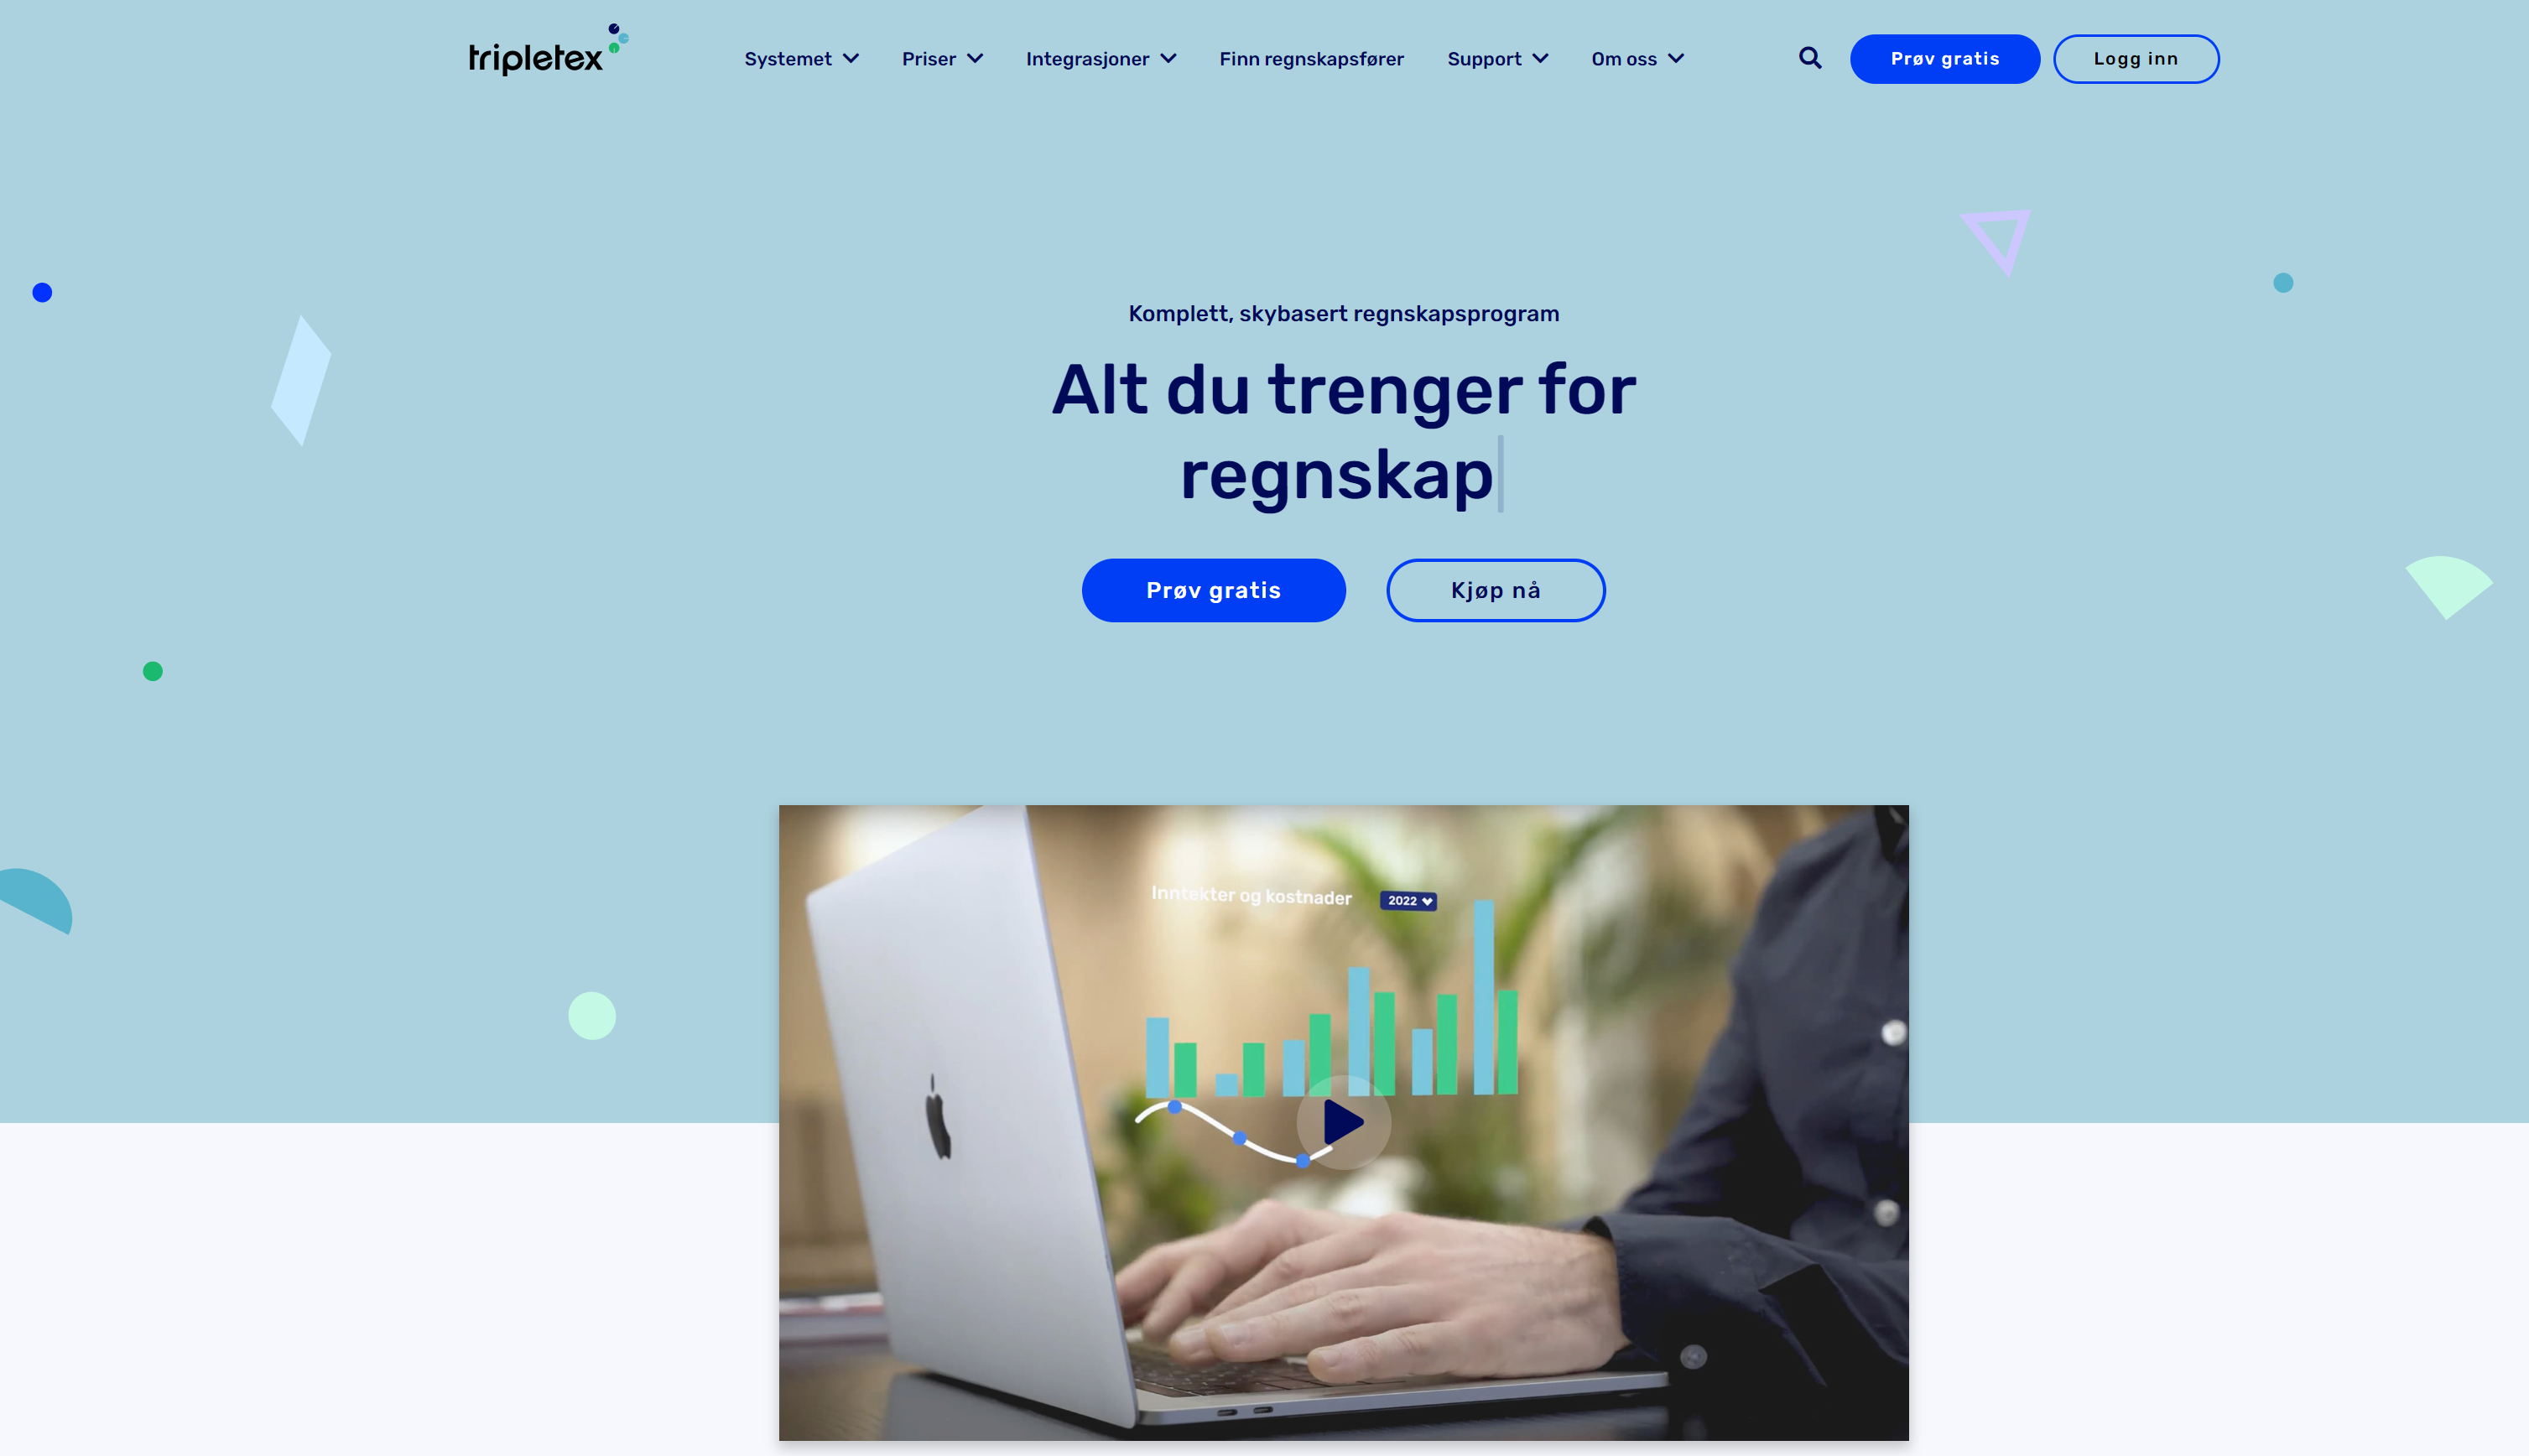 tripletex
Systemet Priser Integrasjoner Finn regnskapsfører Support Om oss Prøv gratis Logg inn
Komplett, skybasert regnskapsprogram
Alt du trenger for
regnskap
Prøv gratis Kjøp nå
Inntekter og kostnader 2022